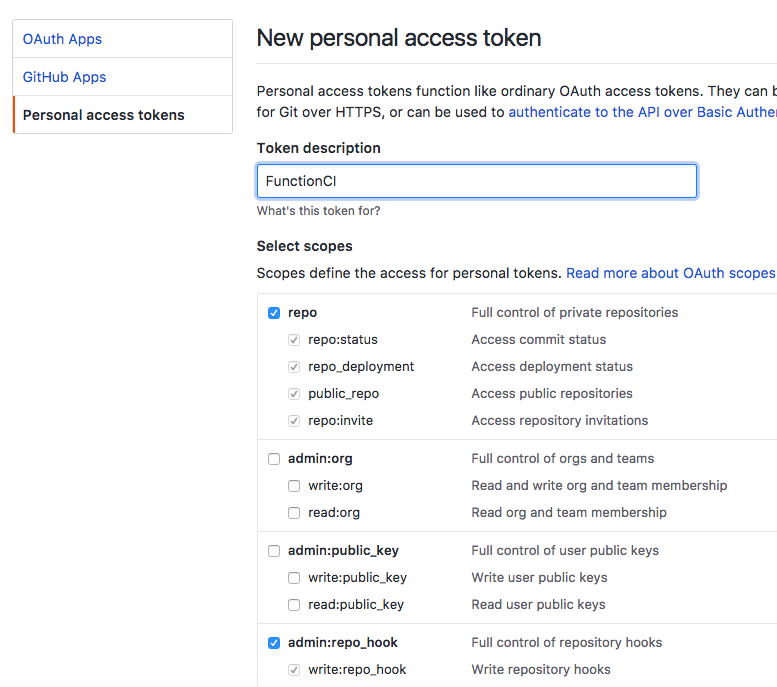 OAuth Apps
GitHub Apps
Personal access tokens
New personal access token
Personal access tokens function like ordinary OAuth access tokens. They can
for Git over HTTPS, or can be used to authenticate to the API over Basic
Token description
FunctionCI
What's this token for?
Select scopes
Scopes define the access for personal tokens. Read more about OAuth scopes
repo Full control of private repositories
repo:status Access commit status
repo_deployment Access deployment status
public_repo Access public repositories
repo:invite Access repository invitations
admin:org Full control of orgs and teams
write:org Read and write org and team membership
read:org Read org and team membership
admin:public_key Full control of user public keys
write:public_key Write user public keys
read:public_key Read user public keys
admin:repo_hook Full control of repository hooks
write:repo_hook Write repository hooks